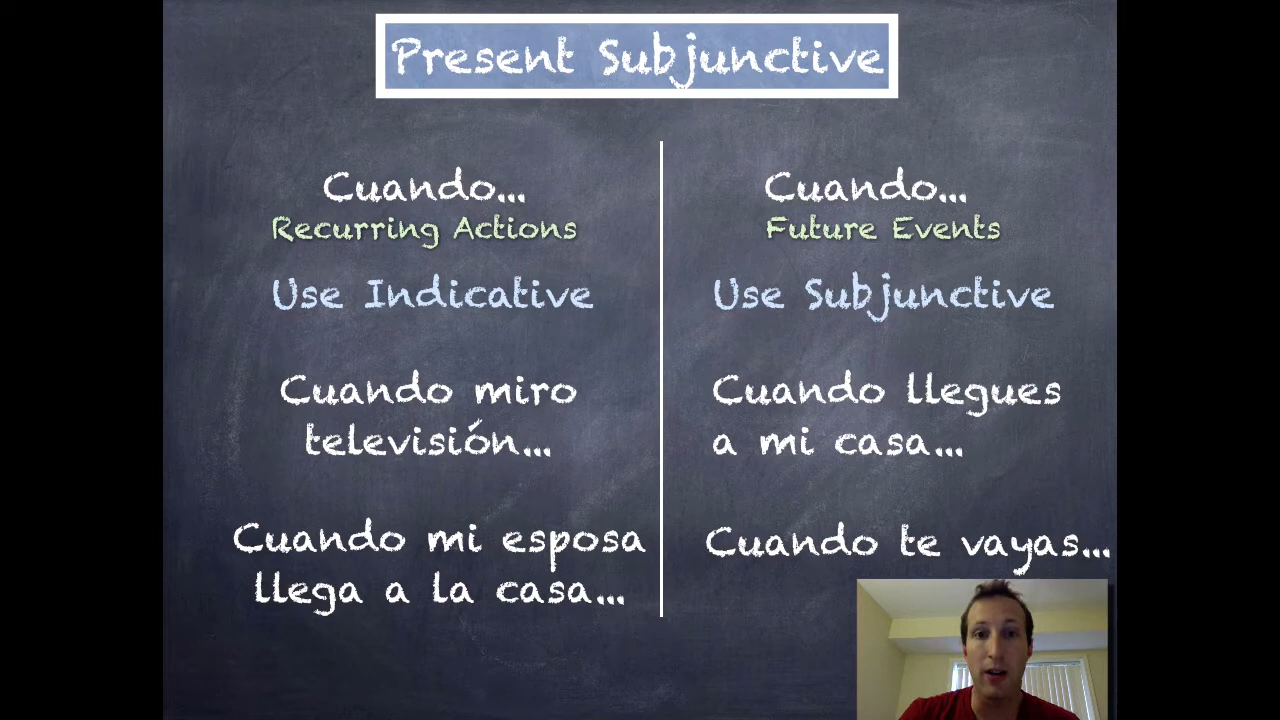 Present Subjunctive
Cuando...
Recurring Actions
Use Indicative
Cuando miro
televisión...
Cuando mi esposa
llega a la casa...
Cuando...
Future Events
Use Subjunctive
Cuando llegues
a mi casa...
Cuando te vayas...